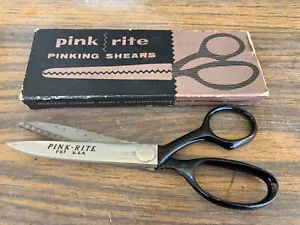 pink rite
PINKING SHEARS
PINK-RITE
PAT U.S.A.